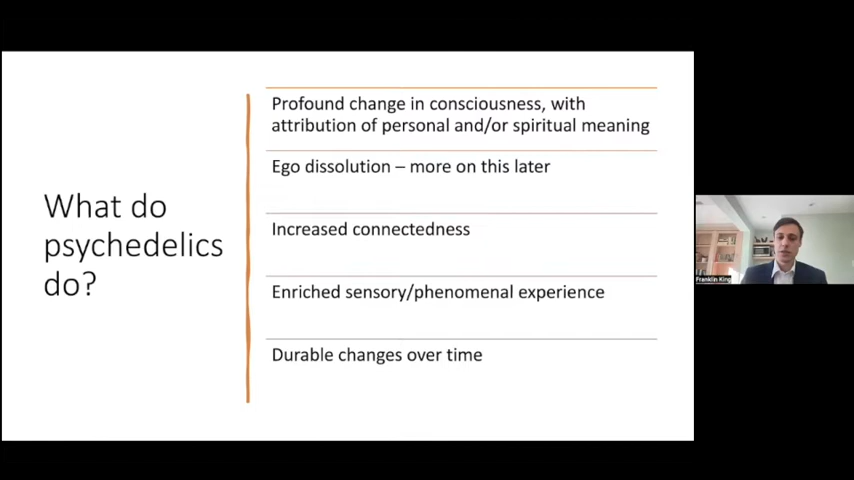 What do
psychedelics
do?
Profound change in consciousness, with
attribution of personal and/or spiritual meaning
Ego dissolution – more on this later
Increased connectedness
Enriched sensory/phenomenal experience
Durable changes over time
Franklin King